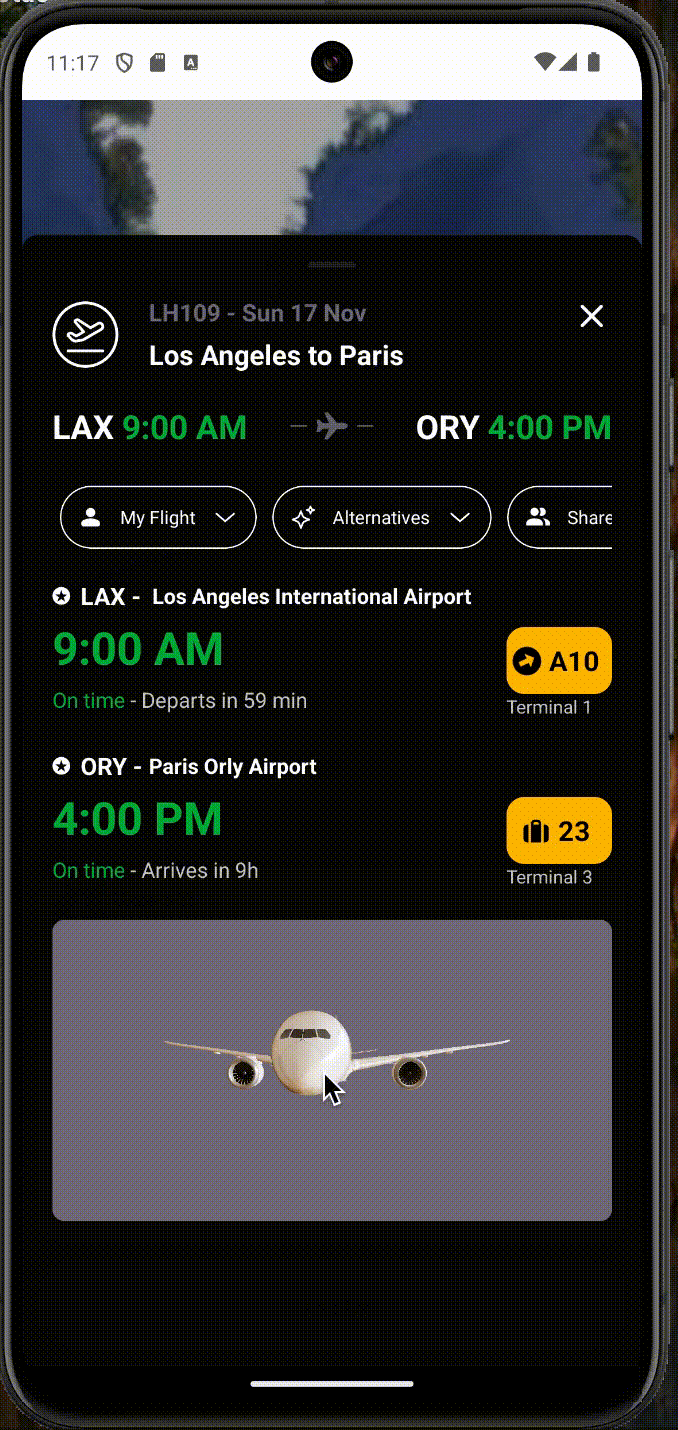 11:17
LH109 - Sun 17 Nov
Los Angeles to Paris
LAX 9:00 AM ORY 4:00 PM
My Flight Alternatives Share
LAX - Los Angeles International Airport
9:00 AM
A10
On time - Departs in 59 min
Terminal 1
ORY - Paris Orly Airport
4:00 PM
23
On time - Arrives in 9h
Terminal 3